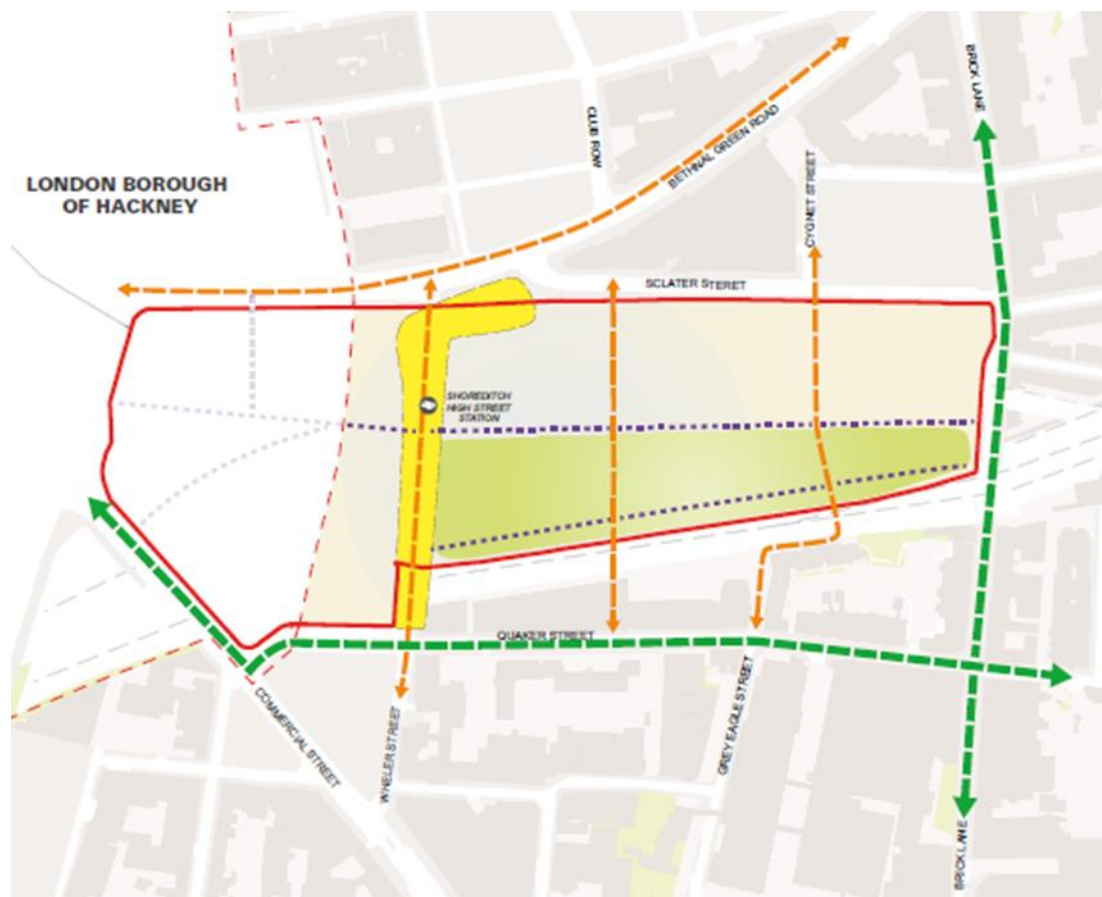 BRICK LANE
CLUB ROW
BETHNAL GREEN ROAD
LONDON BOROUGH
OF HACKNEY
CYGNET STREET
SCLATER STERET
SHOREDITCH
HIGH STREET
STATION
QUAKER STREET
COMMERCIAL STREET
WHELER STREET
GREY EAGLE STREET
BRICK LANE